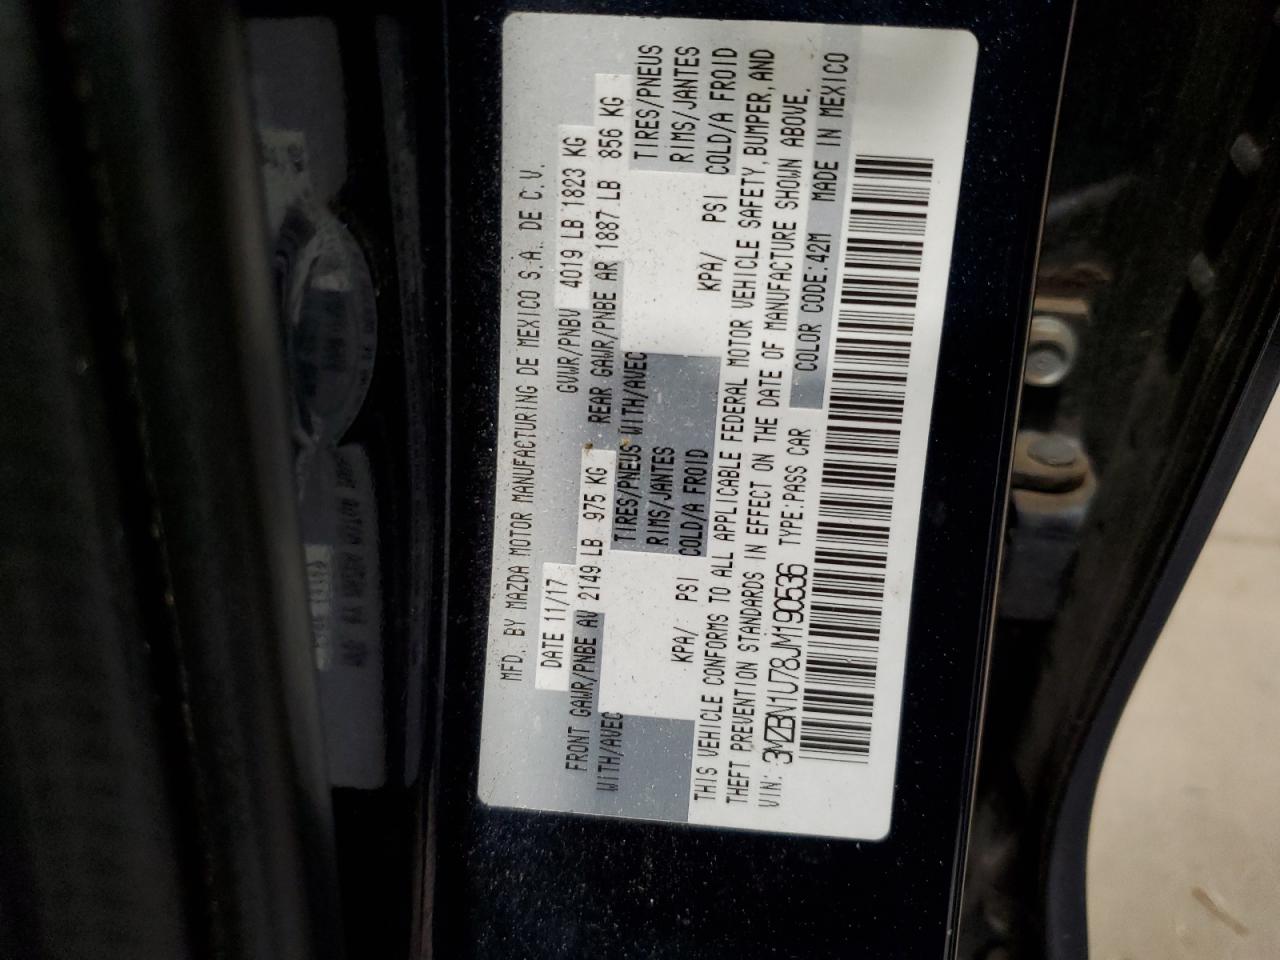 MFD. BY MAZDA MOTOR MANUFACTURING DE MEXICO S.A. DE C.V.
DATE 11/17 GVWR/PNBV 4019 LB 1823 KG
FRONT GAWR/PNBE AV 2149 LB 975 KG REAR GAWR/PNBE AR 1887 LB 856 KG
WITH/AVEC TIRES/PNEUS WITH/AVEC TIRES/PNEUS
RIMS/JANTES RIMS/JANTES
KPA/ PSI COLD/A FROID KPA/ PSI COLD/A FROID
THIS VEHICLE CONFORMS TO ALL APPLICABLE FEDERAL MOTOR VEHICLE SAFETY, BUMPER, AND
THEFT PREVENTION STANDARDS IN EFFECT ON THE DATE OF MANUFACTURE SHOWN ABOVE.
VIN: 3MZBN1U78JM190536 TYPE:PASS CAR COLOR CODE:42M MADE IN MEXICO